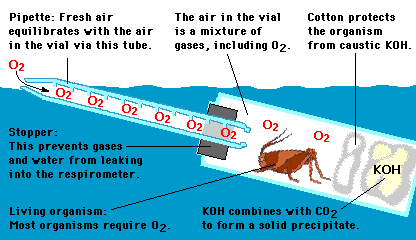 Pipette: Fresh air
equilibrates with the air
in the vial via this tube.
The air in the vial
is a mixture of
gases, including O2.
Cotton protects
the organism
from caustic KOH.
O2
O2
O2
O2
O2
O2
O2
O2
O2
Stopper:
This prevents gases
and water from leaking
into the respirometer.
KOH
Living organism:
Most organisms require O2.
KOH combines with CO2
to form a solid precipitate.